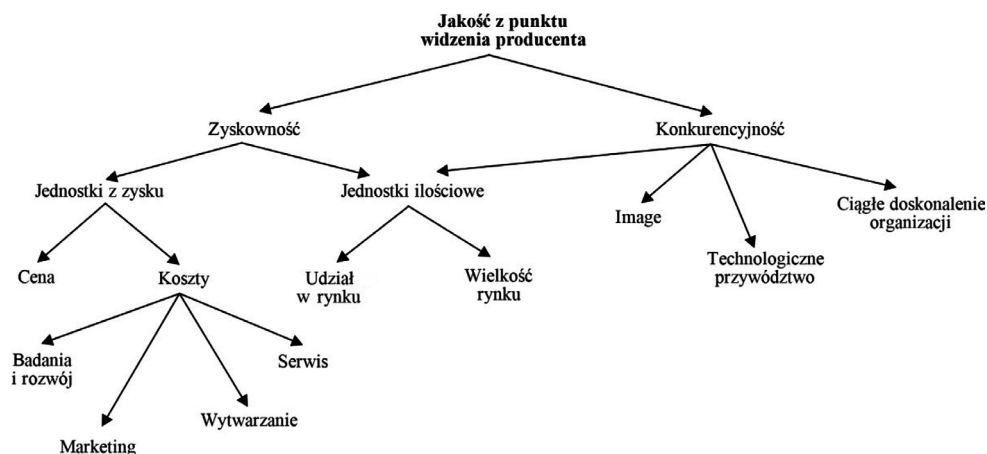 Jakość z punktu
widzenia producenta
Zyskowność
Konkurencyjność
Jednostki z zysku
Jednostki ilościowe
Image
Ciągłe doskonalenie
organizacji
Technologiczne
przywództwo
Cena
Koszty
Udział
w rynku
Wielkość
rynku
Badania
i rozwój
Serwis
Wytwarzanie
Marketing